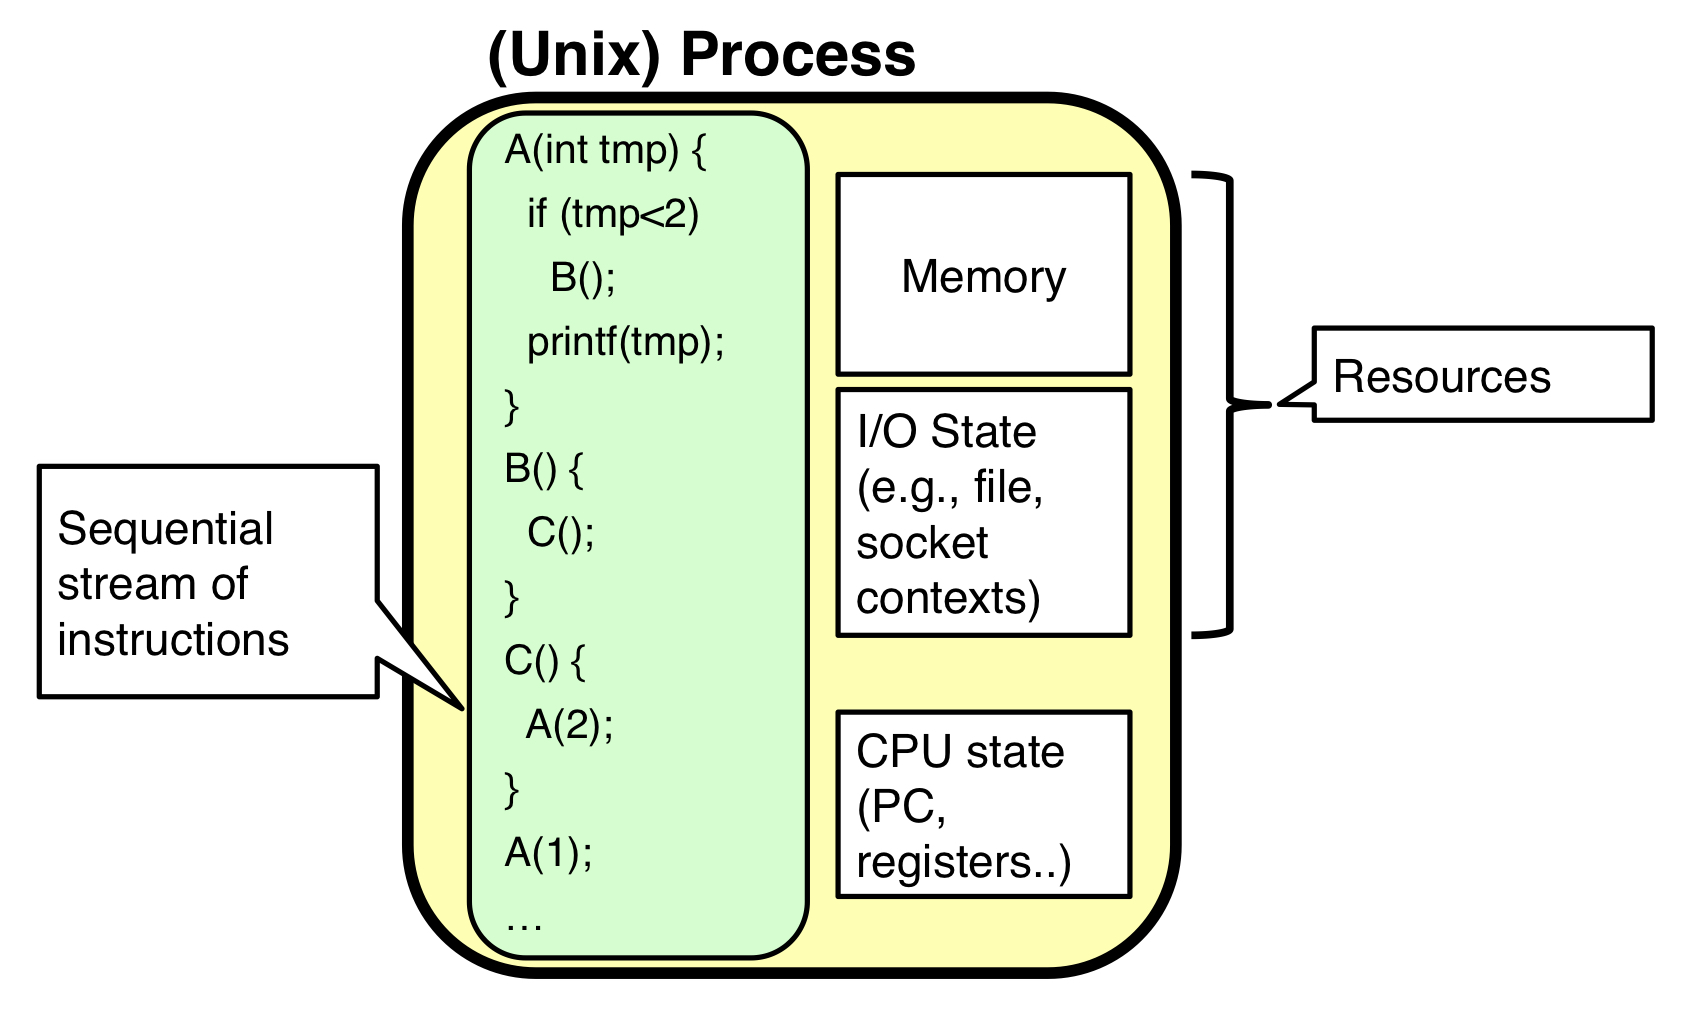 (Unix) Process
A(int tmp) {
if (tmp<2)
B();
printf(tmp);
}
B() {
C();
}
C() {
A(2);
}
A(1);
…
Memory
I/O State
(e.g., file,
socket
contexts)
CPU state
(PC,
registers..)
Resources
Sequential
stream of
instructions